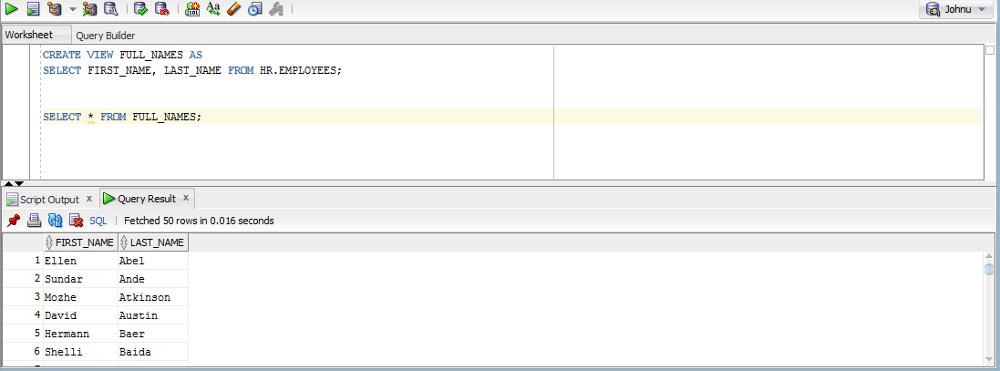 Johnu
Worksheet Query Builder
CREATE VIEW FULL_NAMES AS
SELECT FIRST_NAME, LAST_NAME FROM HR.EMPLOYEES;
SELECT * FROM FULL_NAMES;
Script Output x Query Result x
SQL Fetched 50 rows in 0.016 seconds
FIRST_NAME LAST_NAME
1 Ellen Abel
2 Sundar Ande
3 Mozhe Atkinson
4 David Austin
5 Hermann Baer
6 Shelli Baida